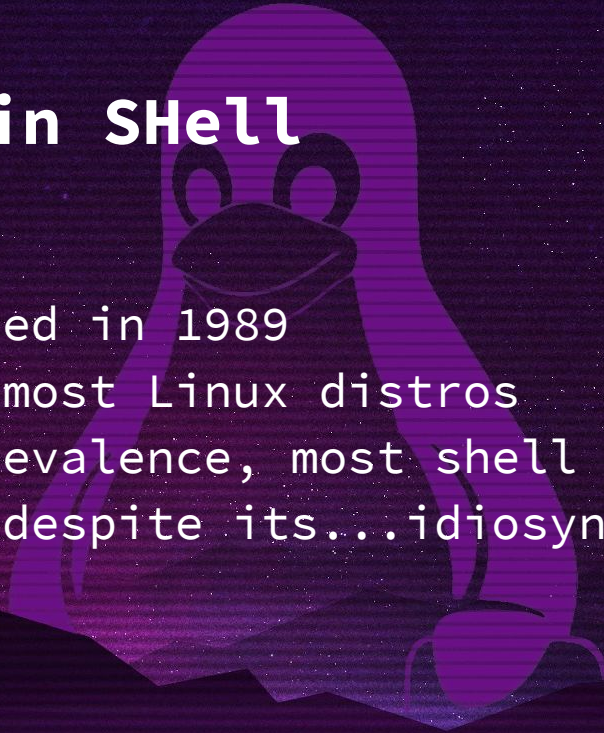 in SHell
ed in 1989
most Linux distros
evalence, most shell
despite its...idiosyn